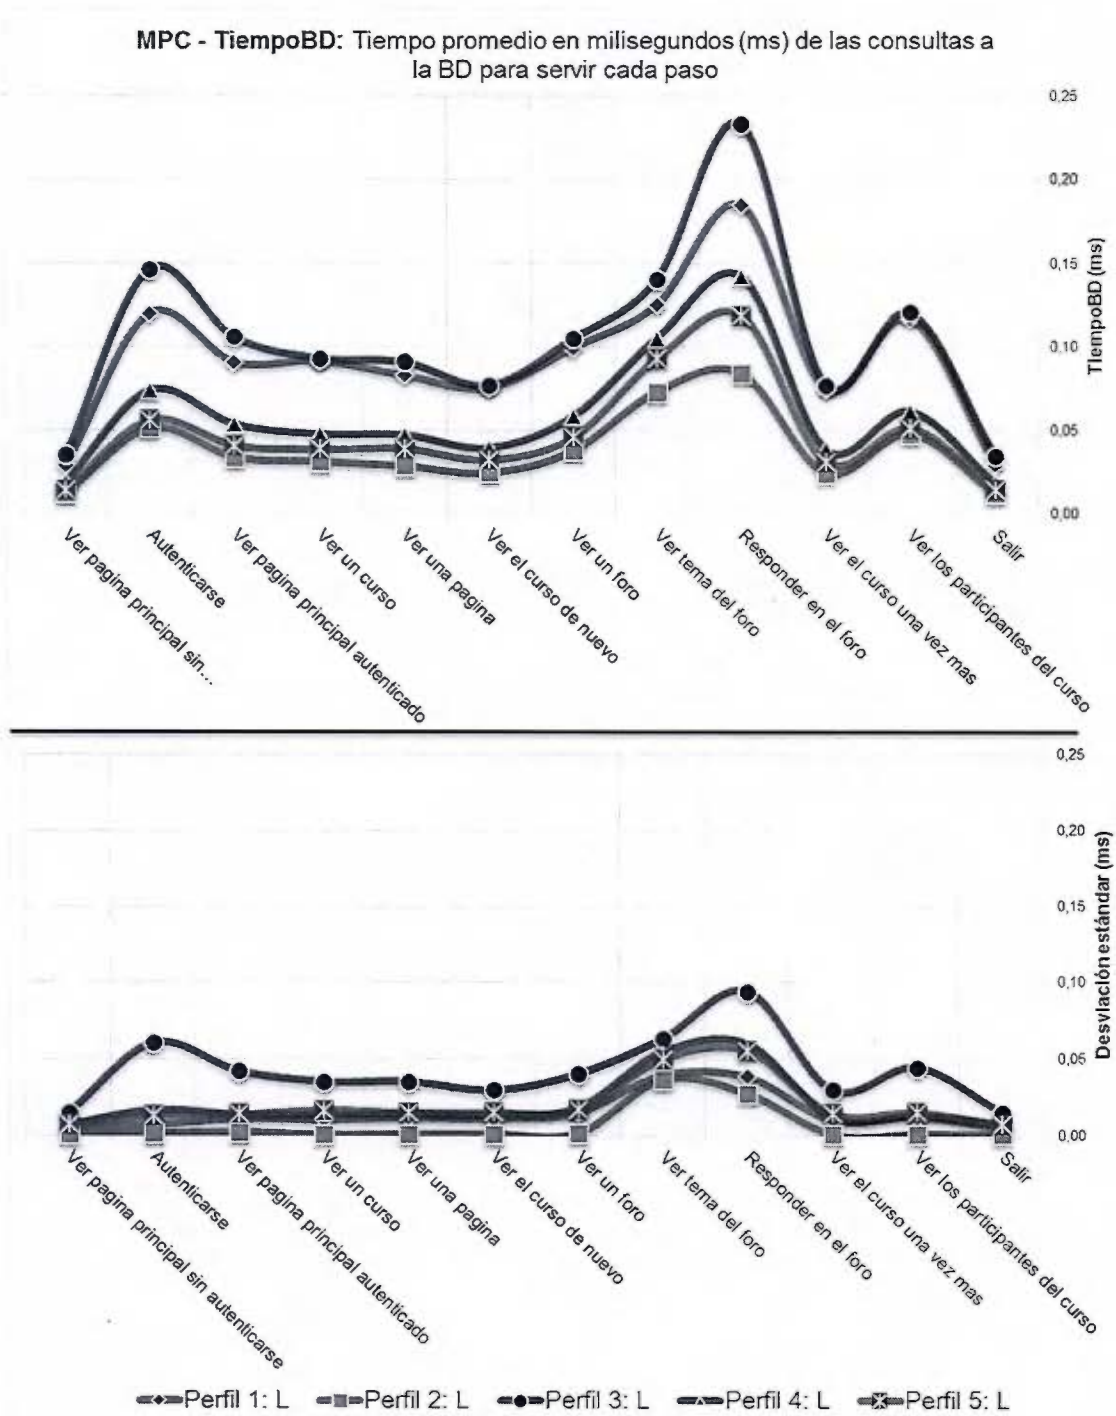 MPC - TiempoBD: Tiempo promedio en milisegundos (ms) de las consultas a
la BD para servir cada paso
0,25
0,20
0,15
0,10
0,05
0,00
TiempoBD (ms)
Ver pagina principal sin...
Autenticarse
Ver pagina principal autenticado
Ver un curso
Ver una pagina
Ver el curso de nuevo
Ver un foro
Ver tema del foro
Responder en el foro
Ver el curso una vez mas
Ver los participantes del curso
Salir
0,25
0,20
0,15
0,10
0,05
0,00
Desviación estándar (ms)
Ver pagina principal sin autenticarse
Autenticarse
Ver pagina principal autenticado
Ver un curso
Ver una pagina
Ver el curso de nuevo
Ver un foro
Ver tema del foro
Responder en el foro
Ver el curso una vez mas
Ver los participantes del curso
Salir
Perfil 1: L Perfil 2: L Perfil 3: L Perfil 4: L Perfil 5: L